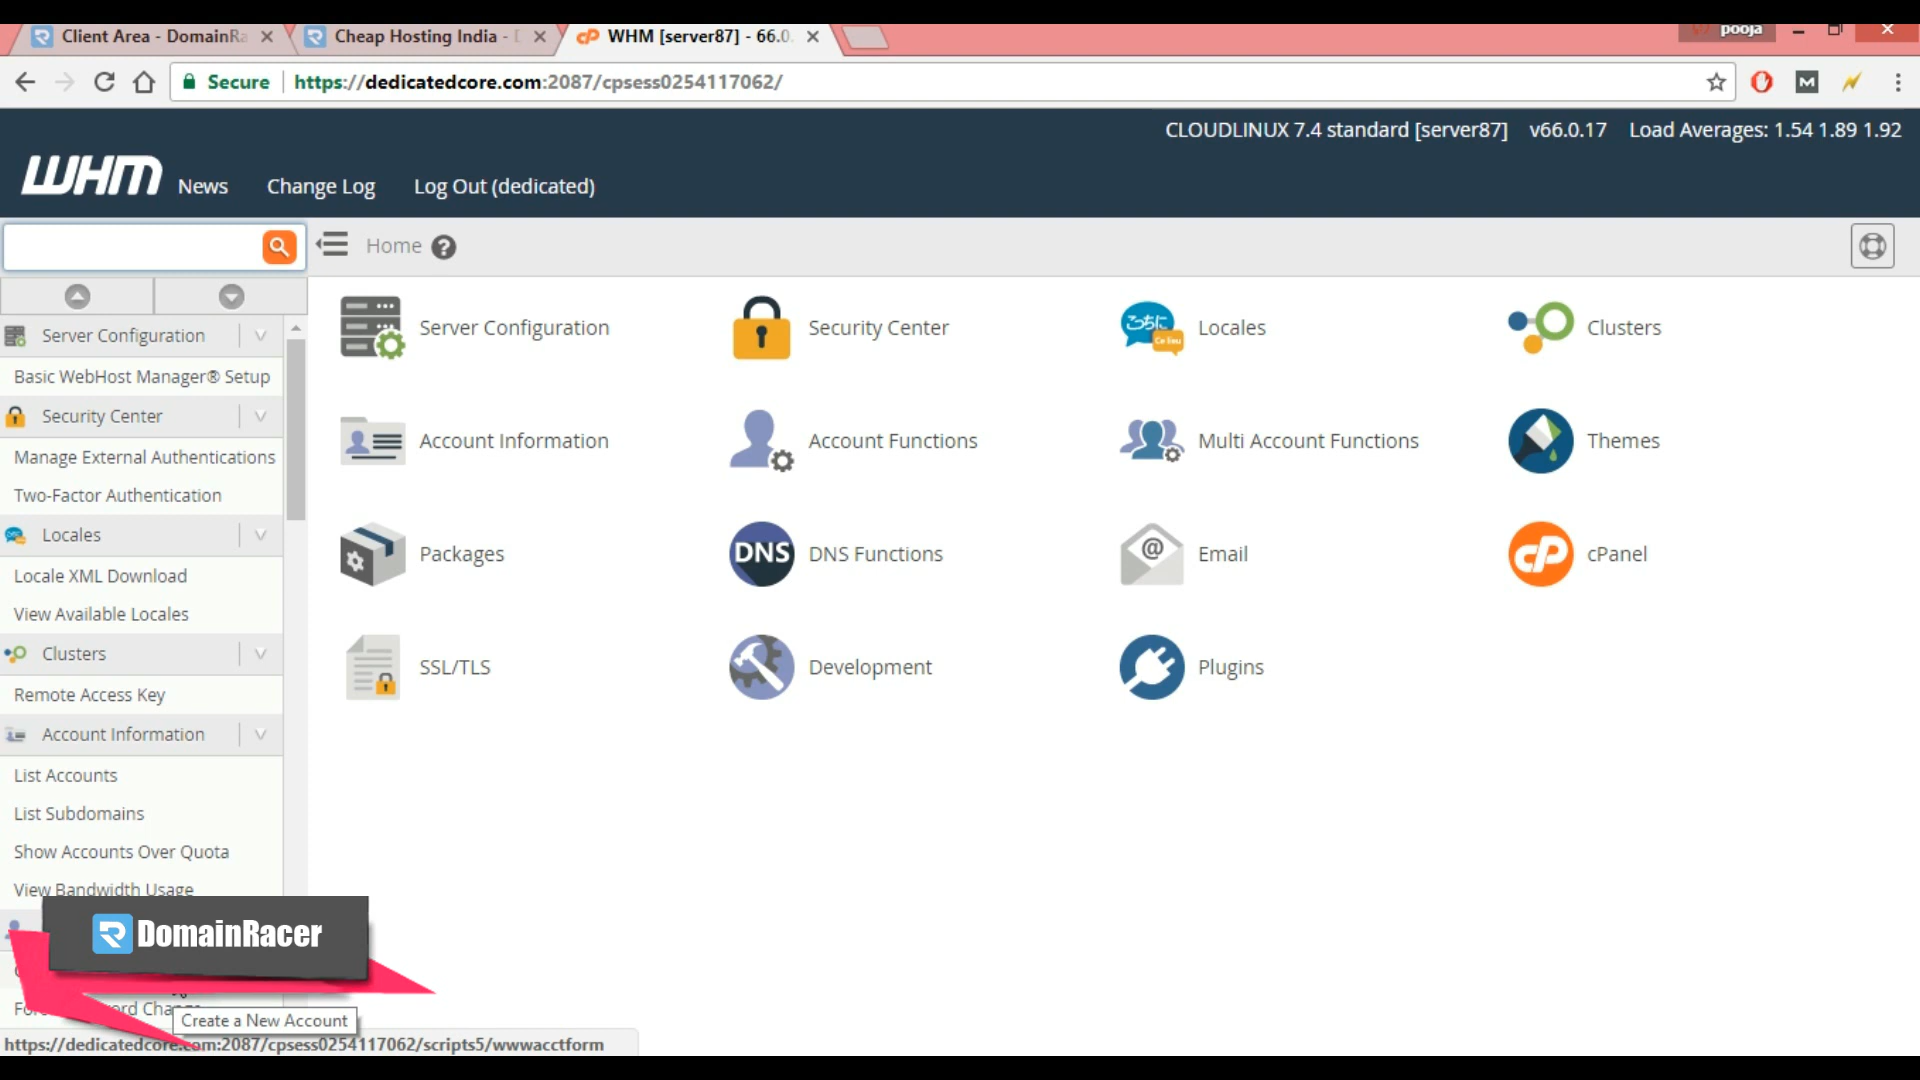 Client Area - DomainRa
Cheap Hosting India -
WHM [server87] - 66.0.
pooja
Secure
https://dedicatedcore.com:2087/cpsess0254117062/
CLOUDLINUX 7.4 standard [server87] v66.0.17 Load Averages: 1.54 1.89 1.92
WHM
News
Change Log
Log Out (dedicated)
Home
Server Configuration
Basic WebHost Manager® Setup
Security Center
Manage External Authentications
Two-Factor Authentication
Locales
Locale XML Download
View Available Locales
Clusters
Remote Access Key
Account Information
List Accounts
List Subdomains
Show Accounts Over Quota
View Bandwidth Usage
Server Configuration
Security Center
こちに
Ce lieu
Locales
Clusters
Account Information
Account Functions
Multi Account Functions
Themes
Packages
DNS
DNS Functions
@
Email
cP
cPanel
SSL/TLS
Development
Plugins
DomainRacer
Create a New Account
https://dedicatedcore.com:2087/cpsess0254117062/scripts5/wwwacctform